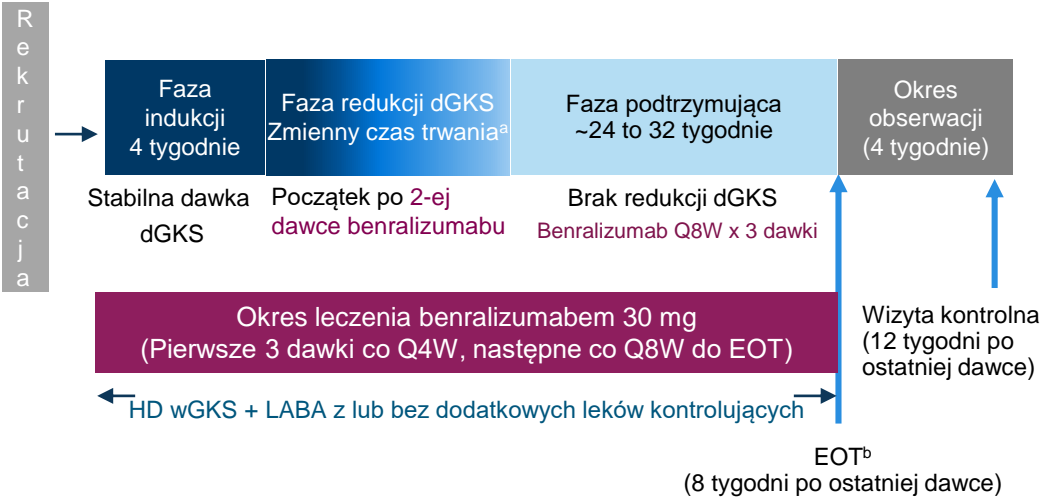 Rekrutacja
Faza
indukcji
4 tygodnie
Faza redukcji dGKS
Zmienny czas trwaniaᵃ
Faza podtrzymująca
~24 to 32 tygodnie
Okres
obserwacji
(4 tygodnie)
Stabilna dawka
dGKS
Początek po 2-ej
dawce benralizumabu
Brak redukcji dGKS
Benralizumab Q8W x 3 dawki
Okres leczenia benralizumabem 30 mg
(Pierwsze 3 dawki co Q4W, następne co Q8W do EOT)
Wizyta kontrolna
(12 tygodni po
ostatniej dawce)
HD wGKS + LABA z lub bez dodatkowych leków kontrolujących
EOTᵇ
(8 tygodni po ostatniej dawce)